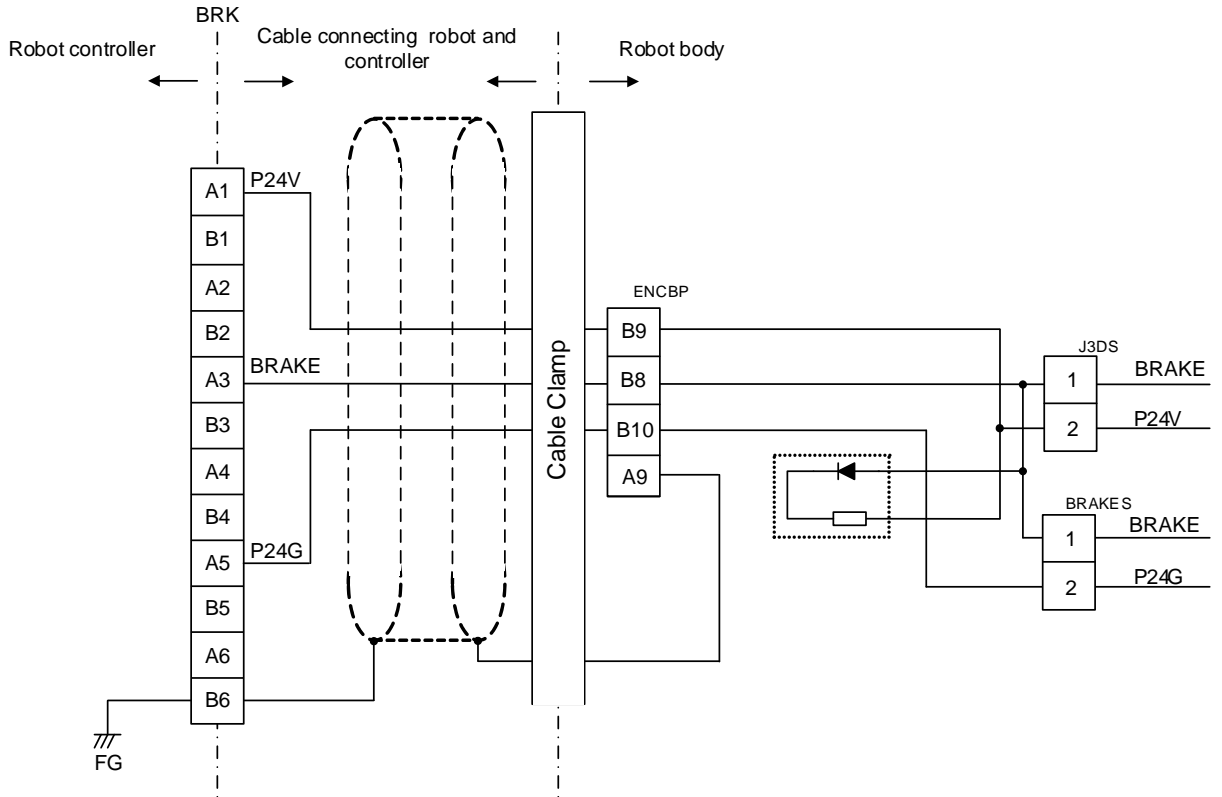 BRK
Robot controller
Cable connecting robot and
controller
Robot body
A1
P24V
B1
A2
B2
A3
BRAKE
B3
A4
B4
A5
P24G
B5
A6
B6
FG
Cable Clamp
ENCBP
B9
B8
B10
A9
J3DS
1
BRAKE
2
P24V
BRAKES
1
BRAKE
2
P24G